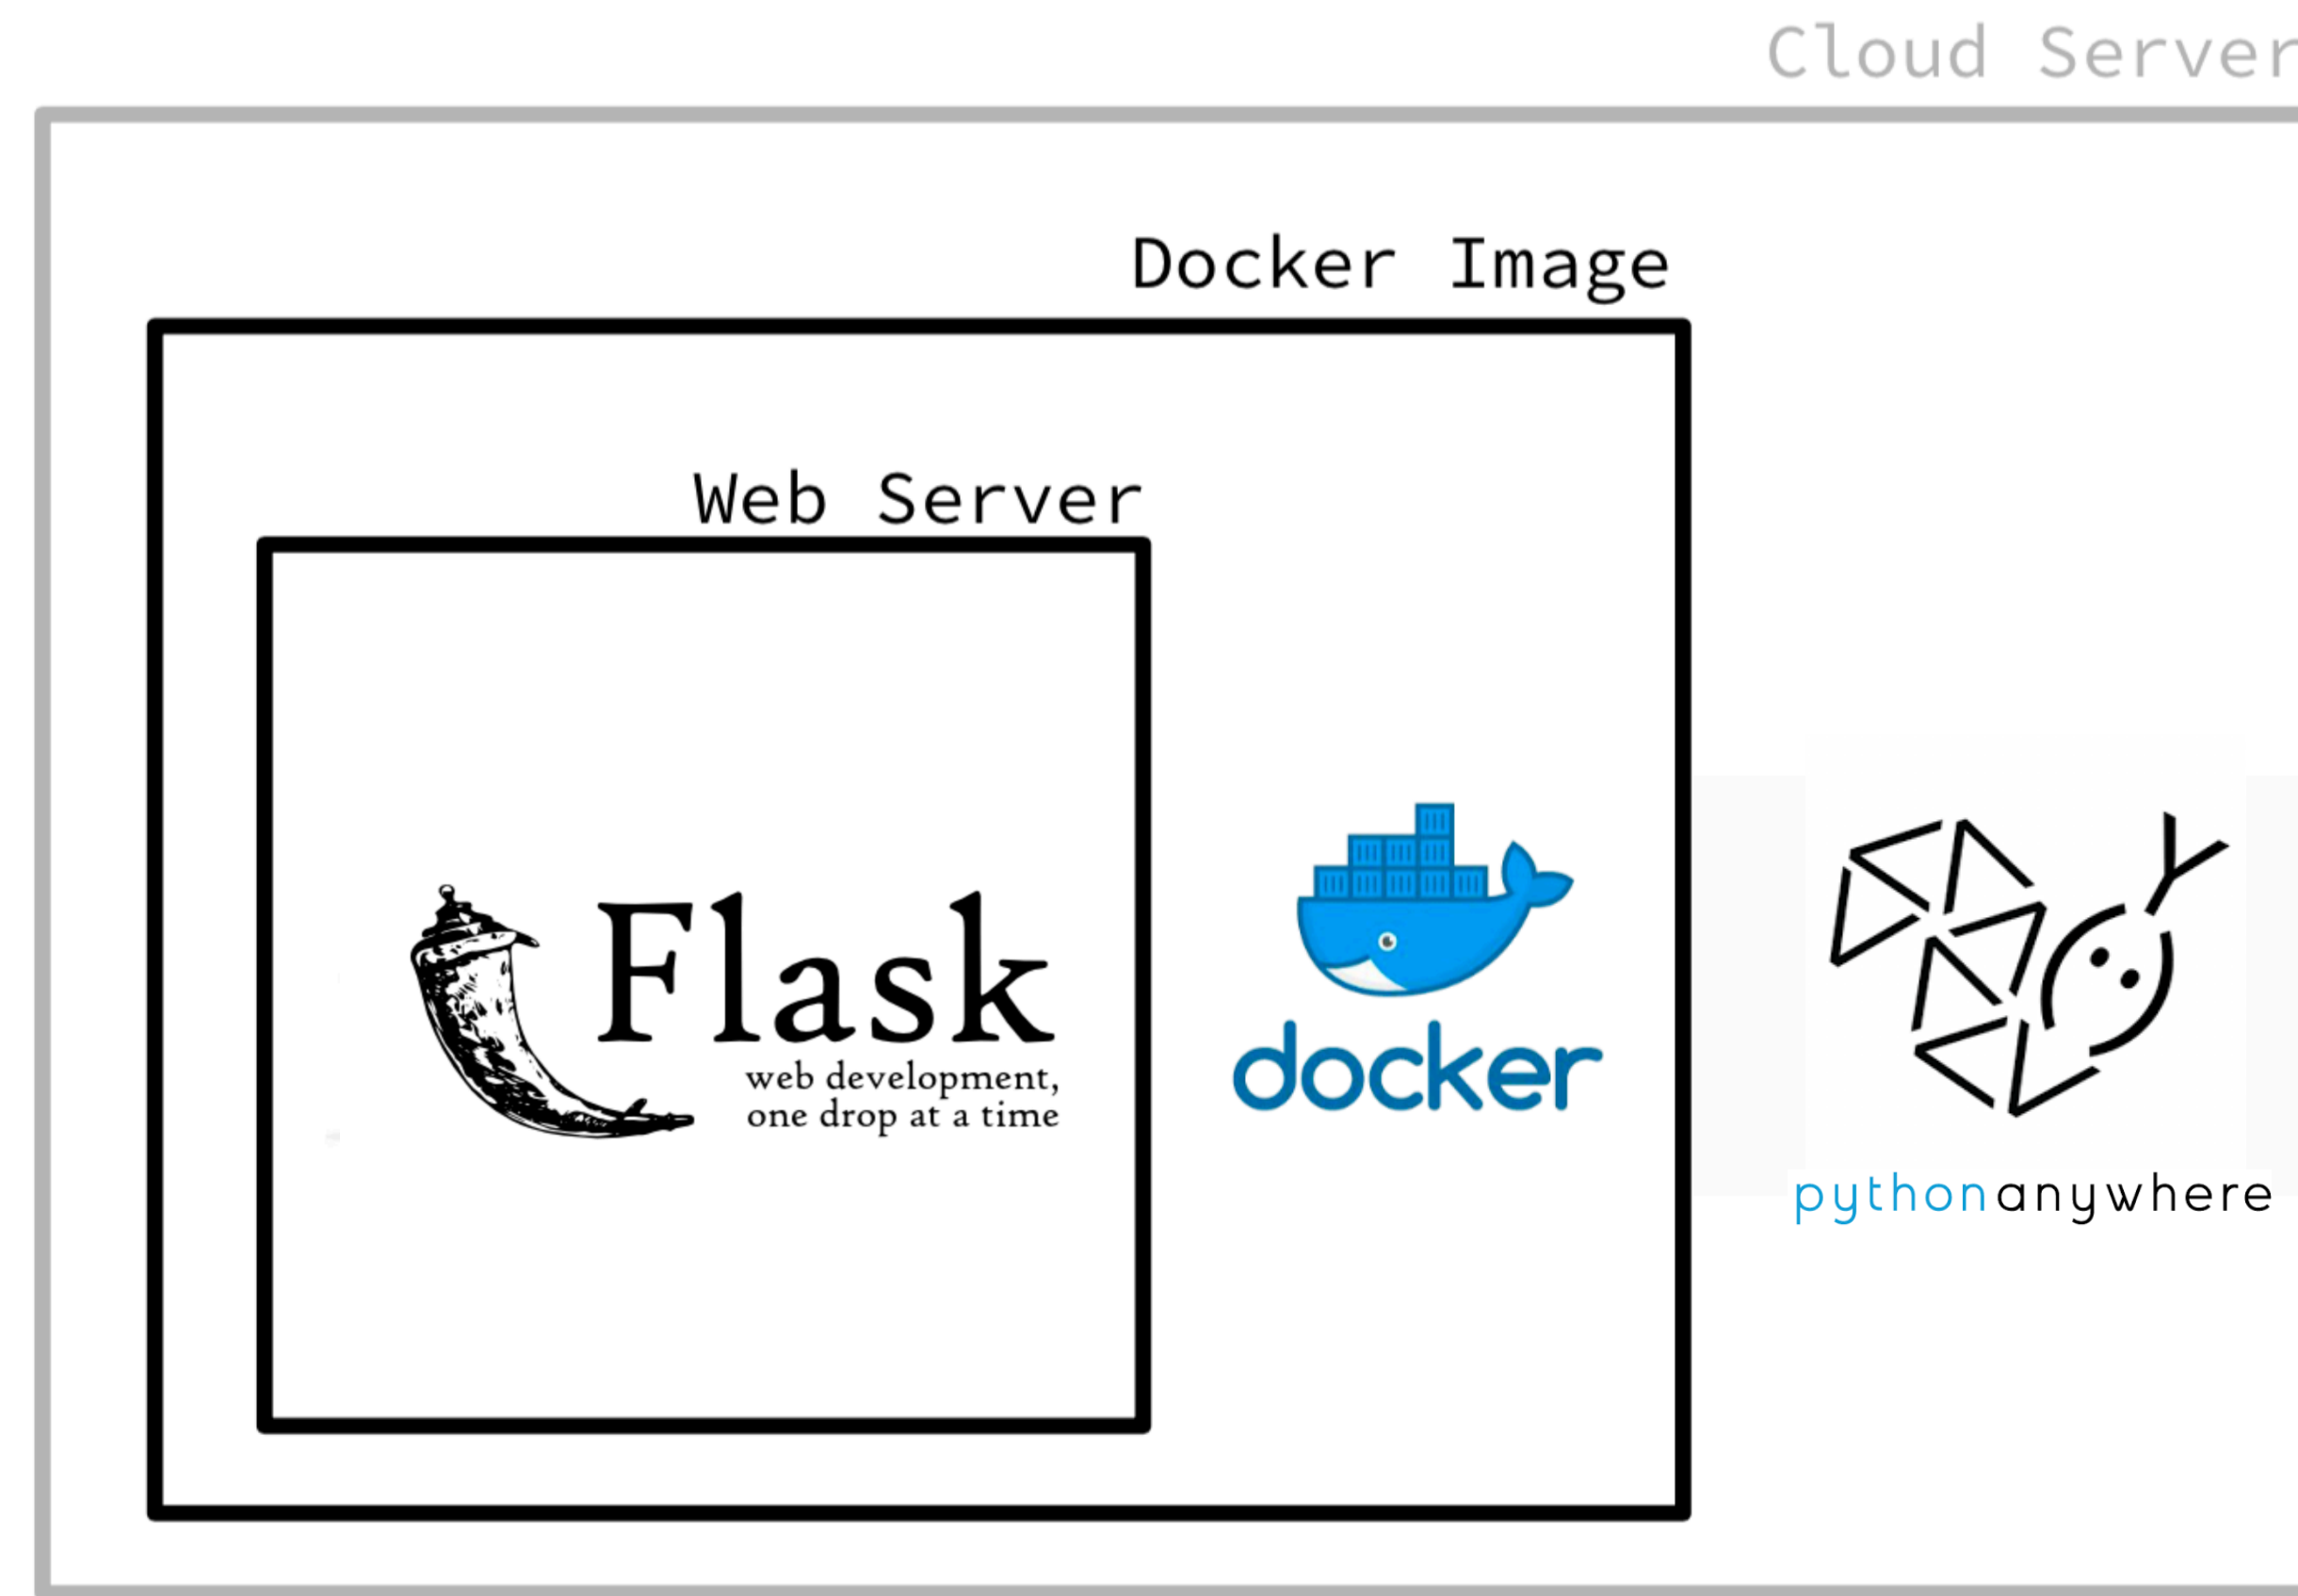 Cloud Server
Docker Image
Web Server
Flask
web development,
one drop at a time
docker
pythonanywhere